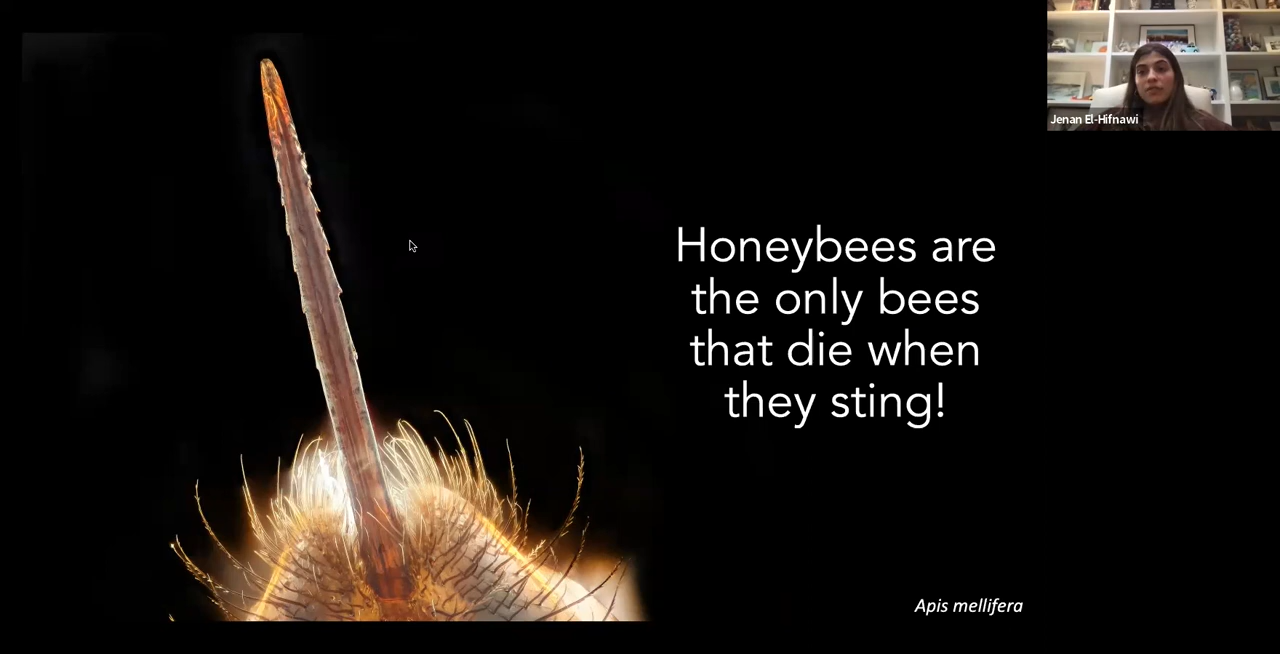 Jenan El-Hifnawi
Honeybees are
the only bees
that die when
they sting!
Apis mellifera